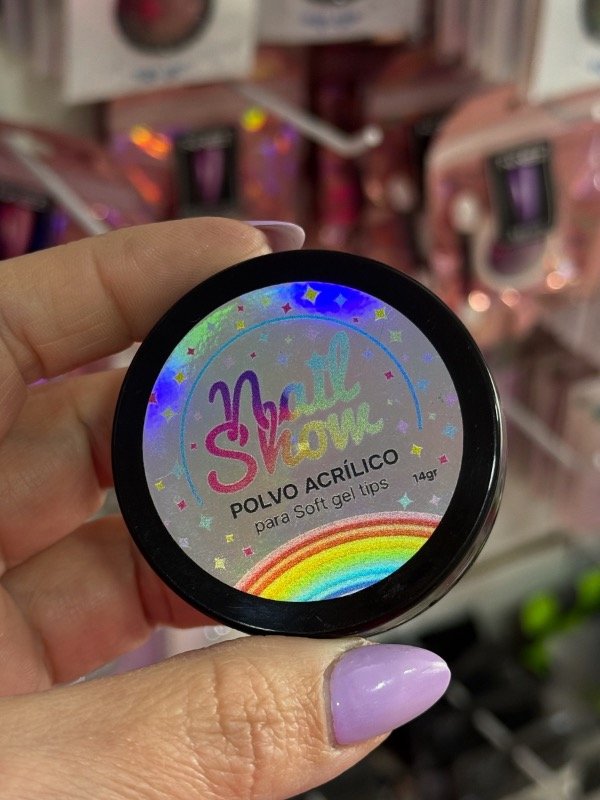 Nail
Show
POLVO ACRÍLICO
para Soft gel tips
14gr